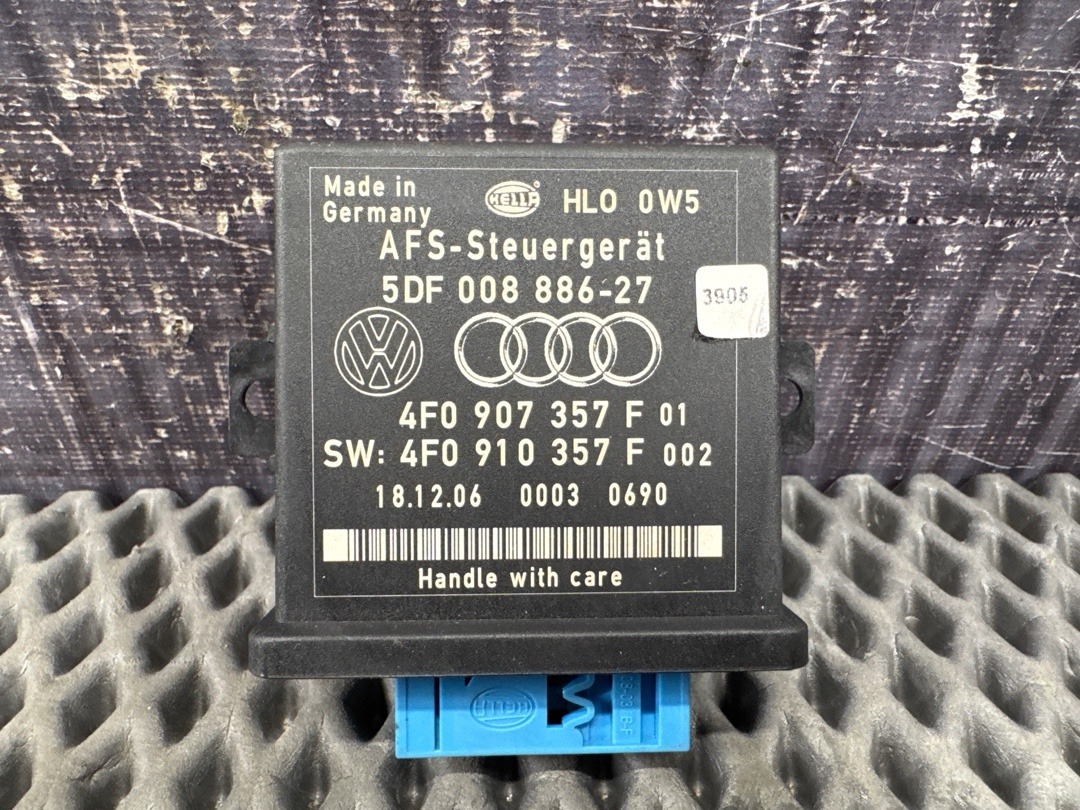 Made in
Germany
HELLA
HLO 0W5
AFS-Steuergerät
5DF 008 886-27
3905
4F0 907 357 F 01
SW: 4F0 910 357 F 002
18.12.06 0003 0690
Handle with care
HELLA